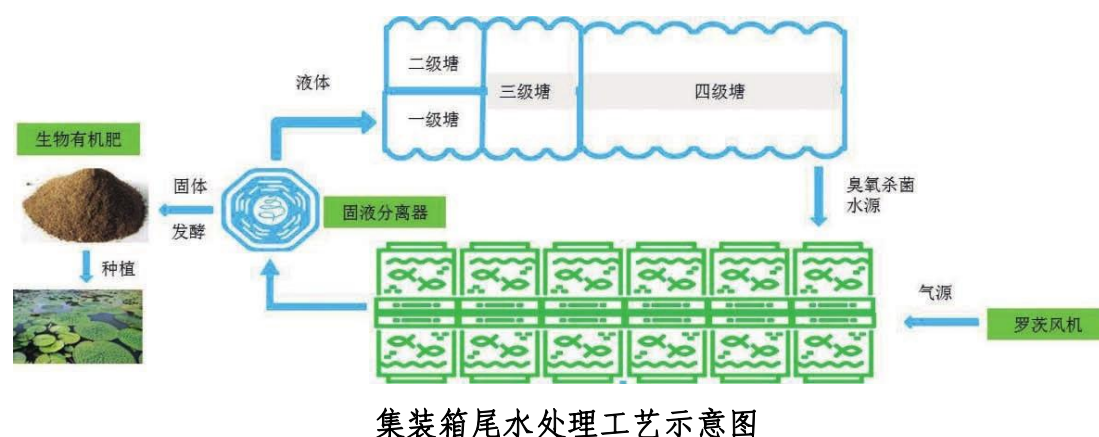 二级塘
三级塘
四级塘
一级塘
液体
生物有机肥
固体
发酵
固液分离器
臭氧杀菌
水源
种植
气源
罗茨风机
集装箱尾水处理工艺示意图